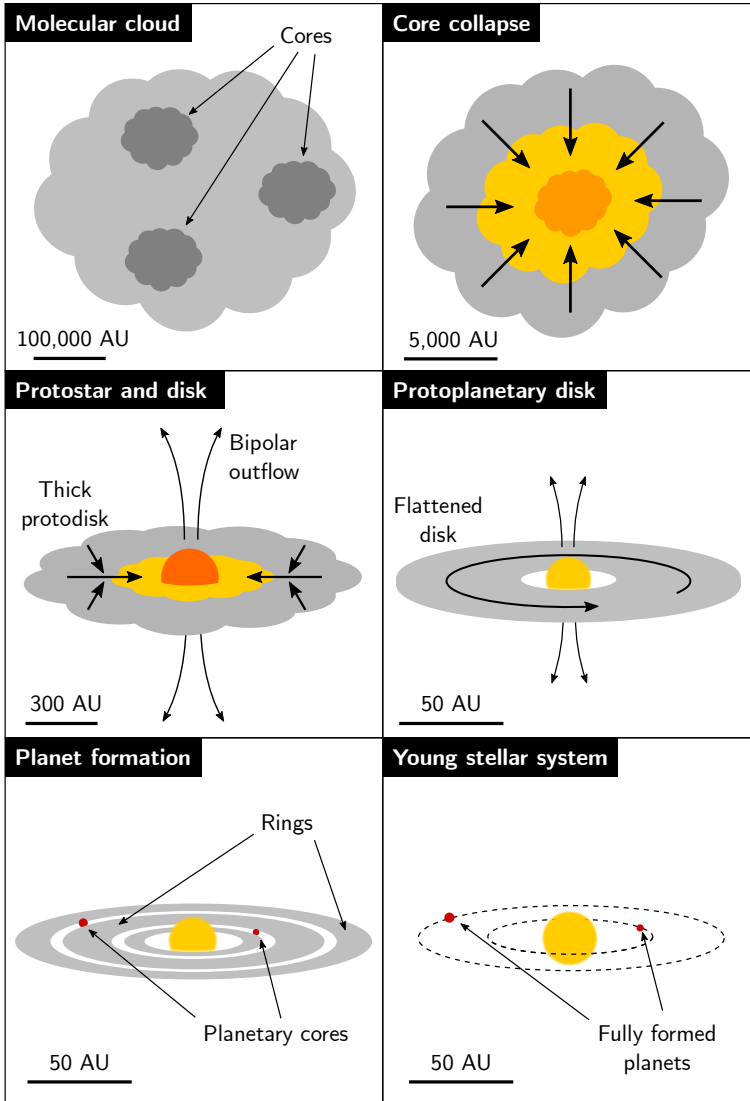 Molecular cloud
Cores
100,000 AU
Core collapse
5,000 AU
Protostar and disk
Bipolar
outflow
Thick
protodisk
300 AU
Protoplanetary disk
Flattened
disk
50 AU
Planet formation
Rings
Planetary cores
50 AU
Young stellar system
Fully formed
planets
50 AU